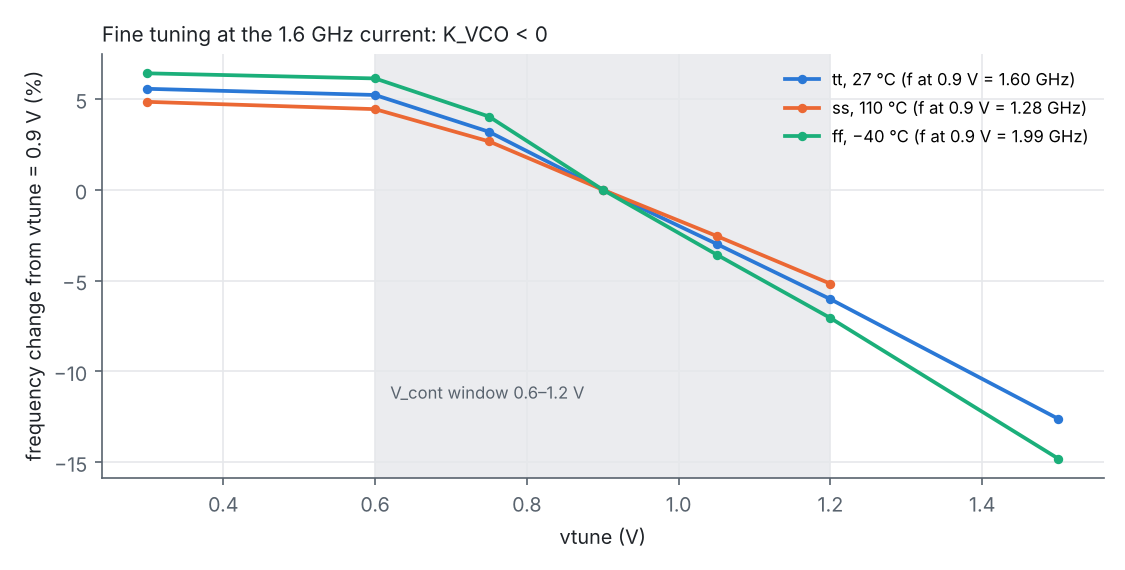 Fine tuning at the 1.6 GHz current: K_VCO < 0
frequency change from vtune = 0.9 V (%)
5
0
−5
−10
−15
tt, 27 °C (f at 0.9 V = 1.60 GHz)
ss, 110 °C (f at 0.9 V = 1.28 GHz)
ff, −40 °C (f at 0.9 V = 1.99 GHz)
V_cont window 0.6–1.2 V
0.4
0.6
0.8
1.0
1.2
1.4
vtune (V)